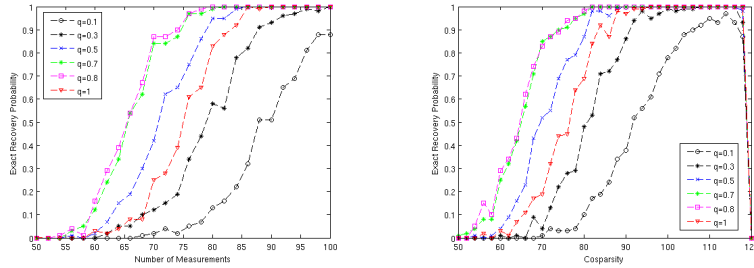 1
0.9
0.8
0.7
0.6
0.5
0.4
0.3
0.2
0.1
0
Exact Recovery Probability
q=0.1
q=0.3
q=0.5
q=0.7
q=0.8
q=1
50 55 60 65 70 75 80 85 90 95 100
Number of Measurements
1
0.9
0.8
0.7
0.6
0.5
0.4
0.3
0.2
0.1
0
Exact Recovery Probability
q=0.1
q=0.3
q=0.5
q=0.7
q=0.8
q=1
50 60 70 80 90 100 110 120
Cosparsity